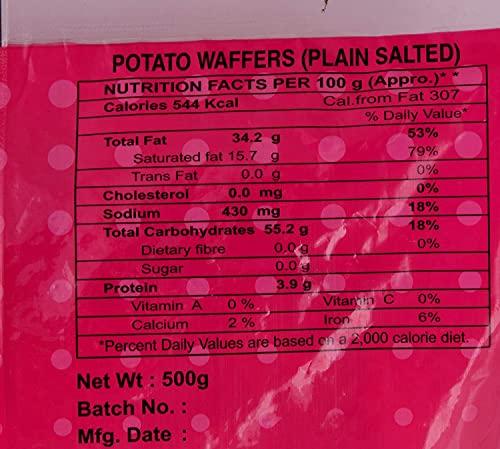 POTATO WAFFERS (PLAIN SALTED)
NUTRITION FACTS PER 100 g (Appro.)* *
Calories 544 Kcal Cal.from Fat 307
% Daily Value*
Total Fat 34.2 g 53%
Saturated fat 15.7 g 79%
Trans Fat 0.0 g 0%
Cholesterol 0.0 mg 0%
Sodium 430 mg 18%
Total Carbohydrates 55.2 g 18%
Dietary fibre 0.0 g 0%
Sugar 0.0 g
Protein 3.9 g
Vitamin A 0 % Vitamin C 0%
Calcium 2 % Iron 6%
*Percent Daily Values are based on a 2,000 calorie diet.
Net Wt : 500g
Batch No. :
Mfg. Date :